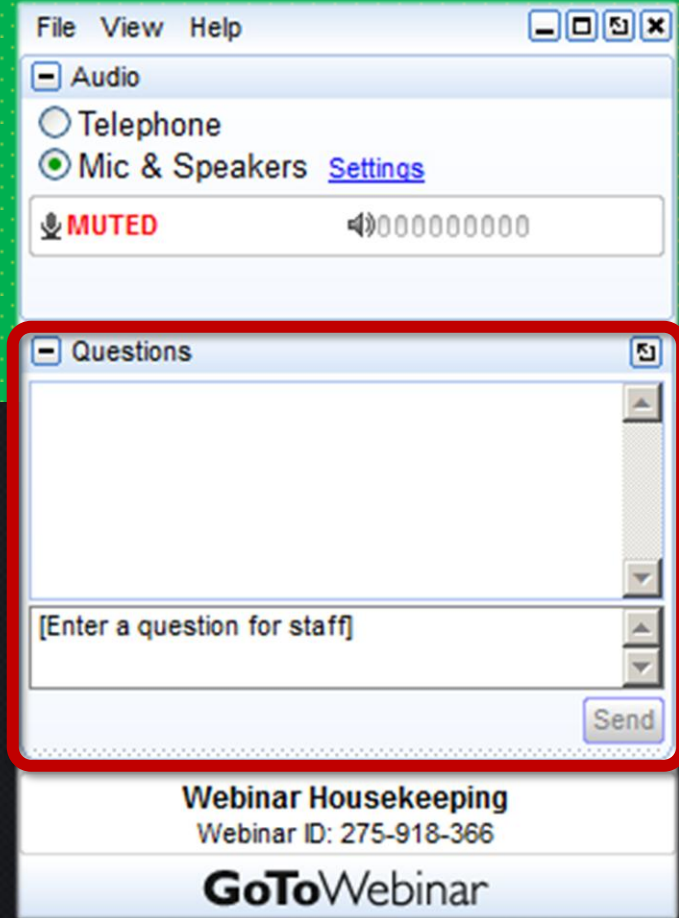 File View Help
Audio
Telephone
Mic & Speakers Settings
MUTED 000000000
Questions
[Enter a question for staff]
Send
Webinar Housekeeping
Webinar ID: 275-918-366
GoToWebinar